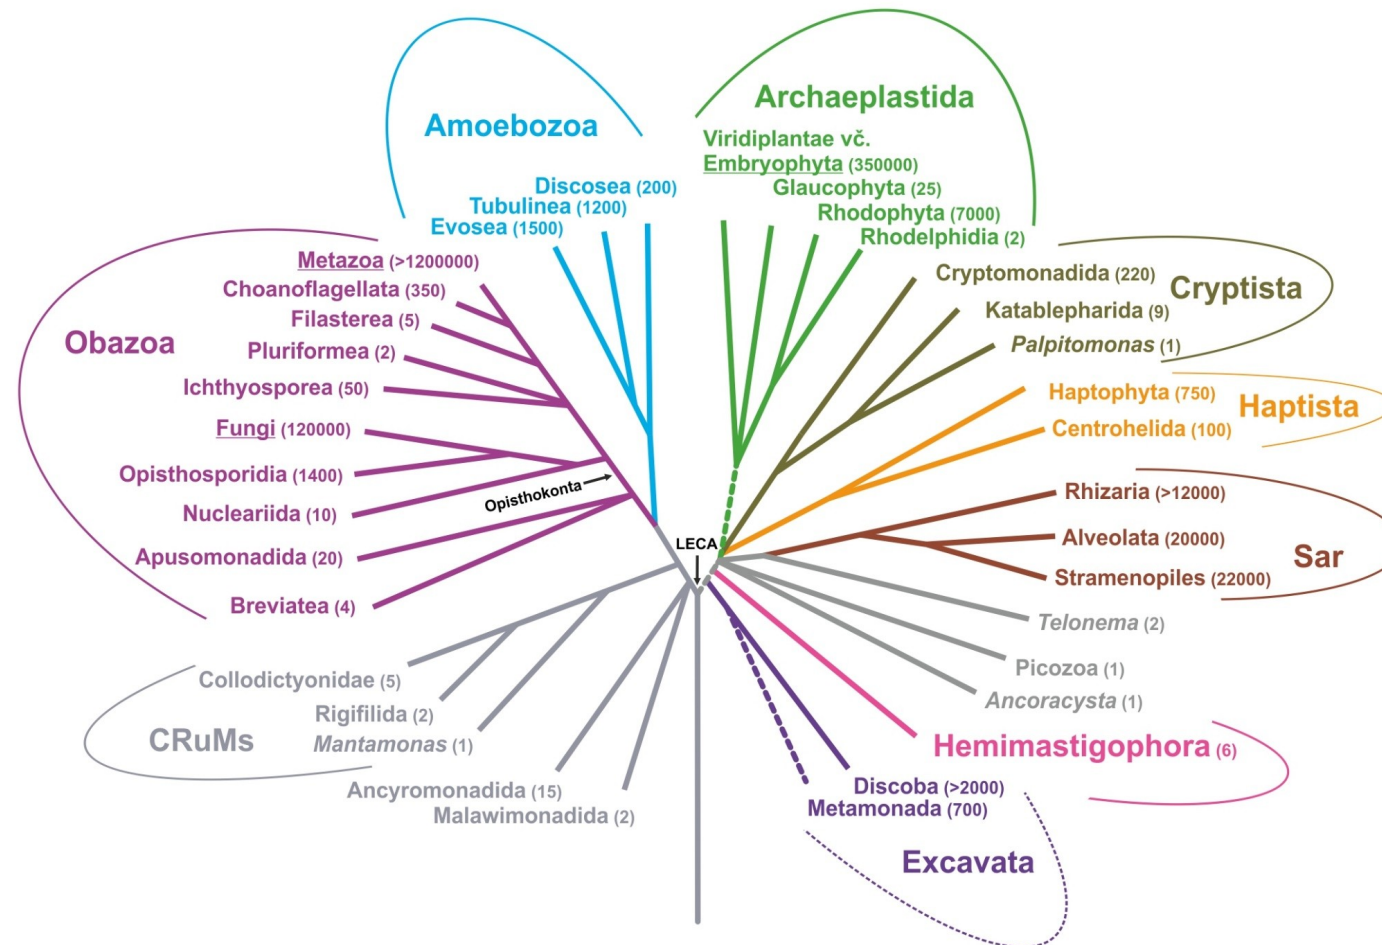 Amoebozoa
Discosea (200)
Tubulinea (1200)
Evosea (1500)
Archaeplastida
Viridiplantae vč.
Embryophyta (350000)
Glaucophyta (25)
Rhodophyta (7000)
Rhodelphidia (2)
Obazoa
Metazoa (>1200000)
Choanoflagellata (350)
Filasterea (5)
Pluriformea (2)
Ichthyosporea (50)
Fungi (120000)
Opisthosporidia (1400)
Nucleariida (10)
Apusomonadida (20)
Breviatea (4)
Opisthokonta
LECA
Cryptista
Cryptomonadida (220)
Katablepharida (9)
Palpitomonas (1)
Haptista
Haptophyta (750)
Centrohelida (100)
Sar
Rhizaria (>12000)
Alveolata (20000)
Stramenopiles (22000)
Telonema (2)
Picozoa (1)
Ancoracysta (1)
Hemimastigophora (6)
Discoba (>2000)
Metamonada (700)
Excavata
CRuMs
Collodictyonidae (5)
Rigifilida (2)
Mantamonas (1)
Ancyromonadida (15)
Malawimonadida (2)